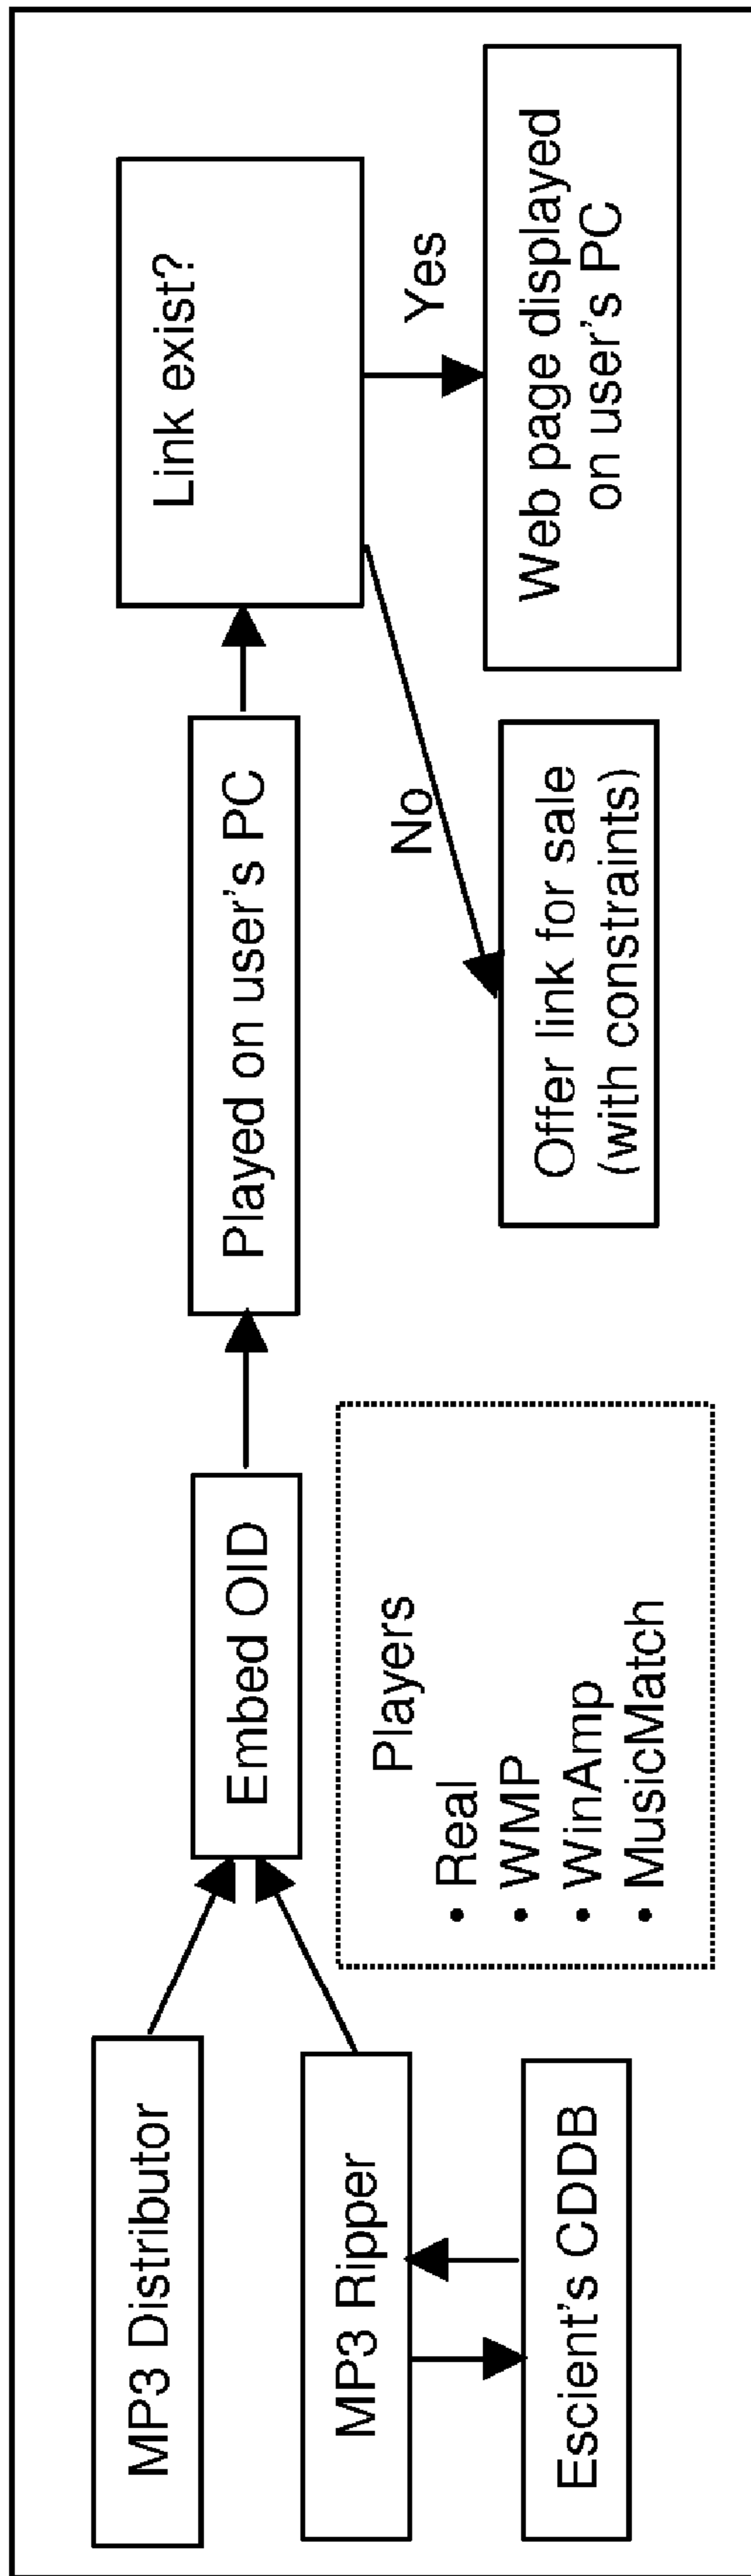 MP3 Distributor
MP3 Ripper
Escient's CDDB
Embed OID
Players
• Real
• WMP
• WinAmp
• MusicMatch
Played on user's PC
Link exist?
No
Yes
Offer link for sale
(with constraints)
Web page displayed
on user's PC